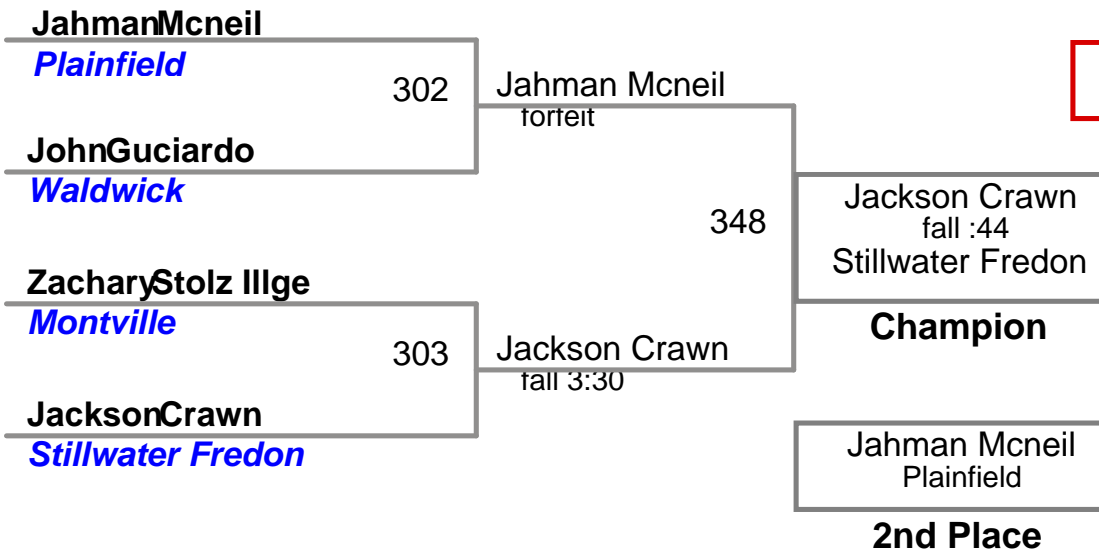 JahmanMcneil
Plainfield
302
Jahman Mcneil
forfeit
JohnGuciardo
Waldwick
348
Jackson Crawn
fall :44
Stillwater Fredon
Champion
ZacharyStolz IIIge
Montville
303
Jackson Crawn
fall 3:30
JacksonCrawn
Stillwater Fredon
Jahman Mcneil
Plainfield
2nd Place